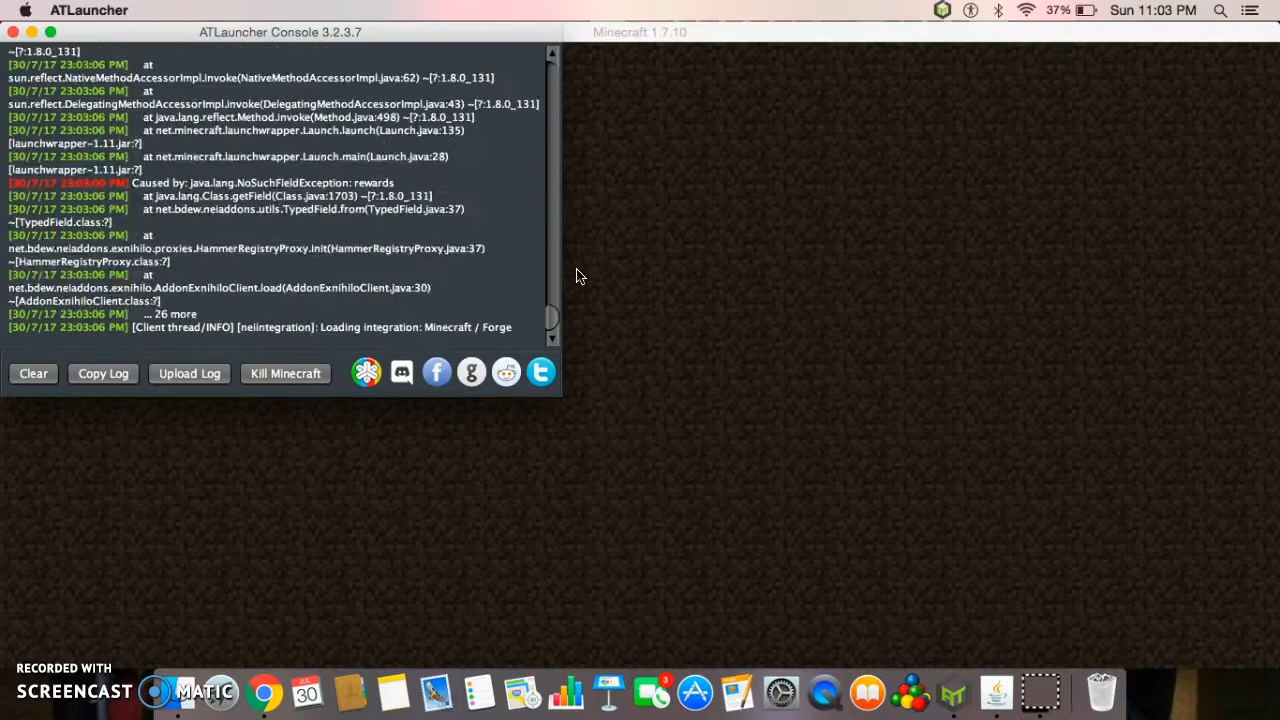 ATLauncher
37%
Sun 11:03 PM
ATLauncher Console 3.2.3.7
Minecraft 1.7.10
~[?:1.8.0_131]
[30/7/17 23:03:06 PM] at
sun.reflect.NativeMethodAccessorImpl.invoke(NativeMethodAccessorImpl.java:62) ~[?:1.8.0_131]
[30/7/17 23:03:06 PM] at
sun.reflect.DelegatingMethodAccessorImpl.invoke(DelegatingMethodAccessorImpl.java:43) ~[?:1.8.0_131]
[30/7/17 23:03:06 PM] at java.lang.reflect.Method.invoke(Method.java:498) ~[?:1.8.0_131]
[30/7/17 23:03:06 PM] at net.minecraft.launchwrapper.Launch.launch(Launch.java:135)
[launchwrapper-1.11.jar:?]
[30/7/17 23:03:06 PM] at net.minecraft.launchwrapper.Launch.main(Launch.java:28)
[launchwrapper-1.11.jar:?]
[30/7/17 23:03:06 PM] Caused by: java.lang.NoSuchFieldException: rewards
[30/7/17 23:03:06 PM] at java.lang.Class.getField(Class.java:1703) ~[?:1.8.0_131]
[30/7/17 23:03:06 PM] at net.bdew.neiaddons.utils.TypedField.from(TypedField.java:37)
~[TypedField.class:?]
[30/7/17 23:03:06 PM] at
net.bdew.neiaddons.exnihilo.proxies.HammerRegistryProxy.init(HammerRegistryProxy.java:37)
~[HammerRegistryProxy.class:?]
[30/7/17 23:03:06 PM] at
net.bdew.neiaddons.exnihilo.AddonExnihiloClient.load(AddonExnihiloClient.java:30)
~[AddonExnihiloClient.class:?]
[30/7/17 23:03:06 PM] ... 26 more
[30/7/17 23:03:06 PM] [Client thread/INFO] [neiintegration]: Loading integration: Minecraft / Forge
Clear
Copy Log
Upload Log
Kill Minecraft
RECORDED WITH
SCREENCAST MATIC
JUL
30
3